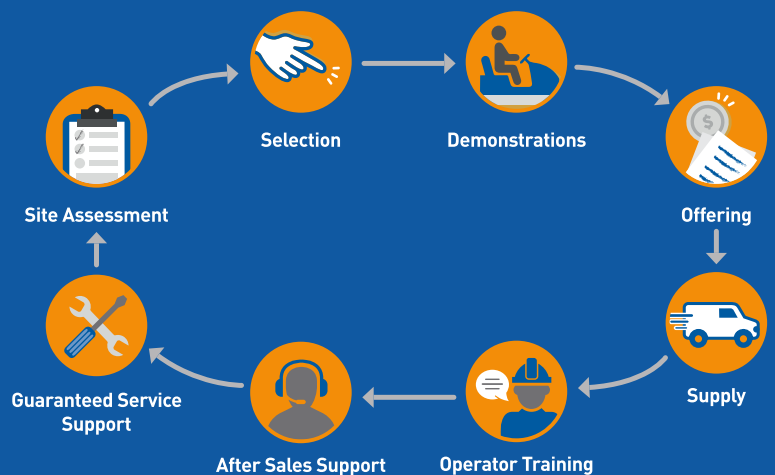 Selection
Demonstrations
Site Assessment
Offering
$
Guaranteed Service
Support
Supply
After Sales Support
Operator Training